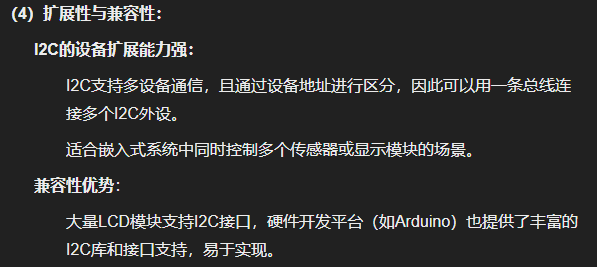 （4）扩展性与兼容性：
I2C的设备扩展能力强：
I2C支持多设备通信，且通过设备地址进行区分，因此可以用一条总线连
接多个I2C外设。
适合嵌入式系统中同时控制多个传感器或显示模块的场景。
兼容性优势：
大量LCD模块支持I2C接口，硬件开发平台（如Arduino）也提供了丰富的
I2C库和接口支持，易于实现。